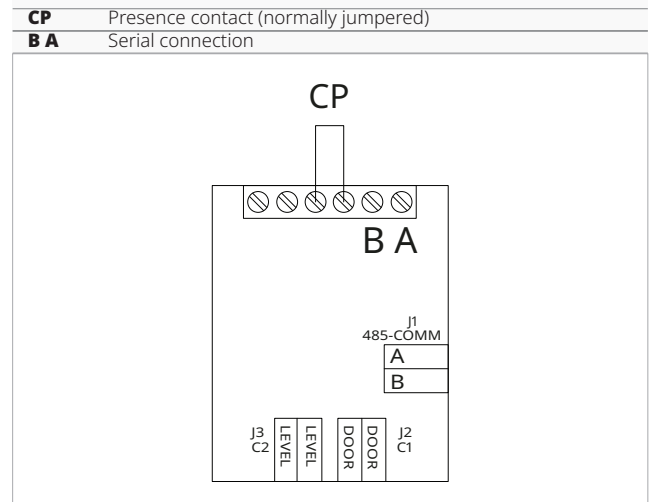 CP Presence contact (normally jumpered)
B A Serial connection
CP
B A
J1
485-COMM
A
B
J3
C2
LEVEL
LEVEL
DOOR
DOOR
J2
C1